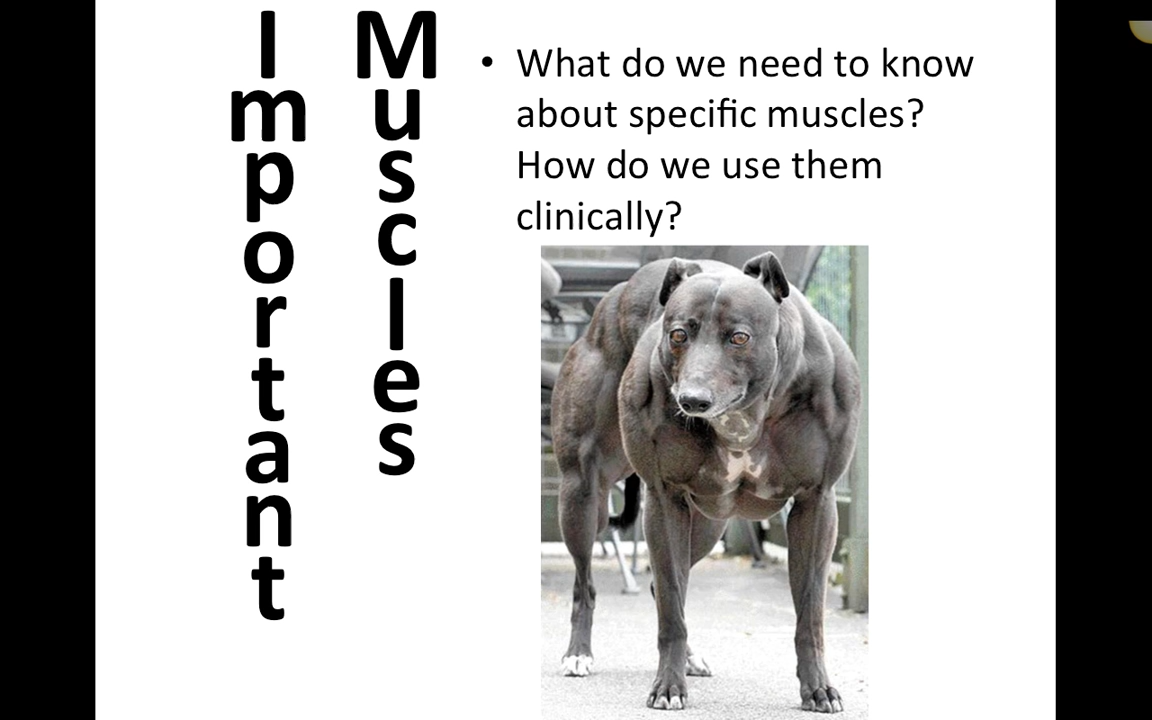 Important
Muscles
• What do we need to know
about specific muscles?
How do we use them
clinically?